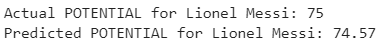 Actual POTENTIAL for Lionel Messi: 75
Predicted POTENTIAL for Lionel Messi: 74.57